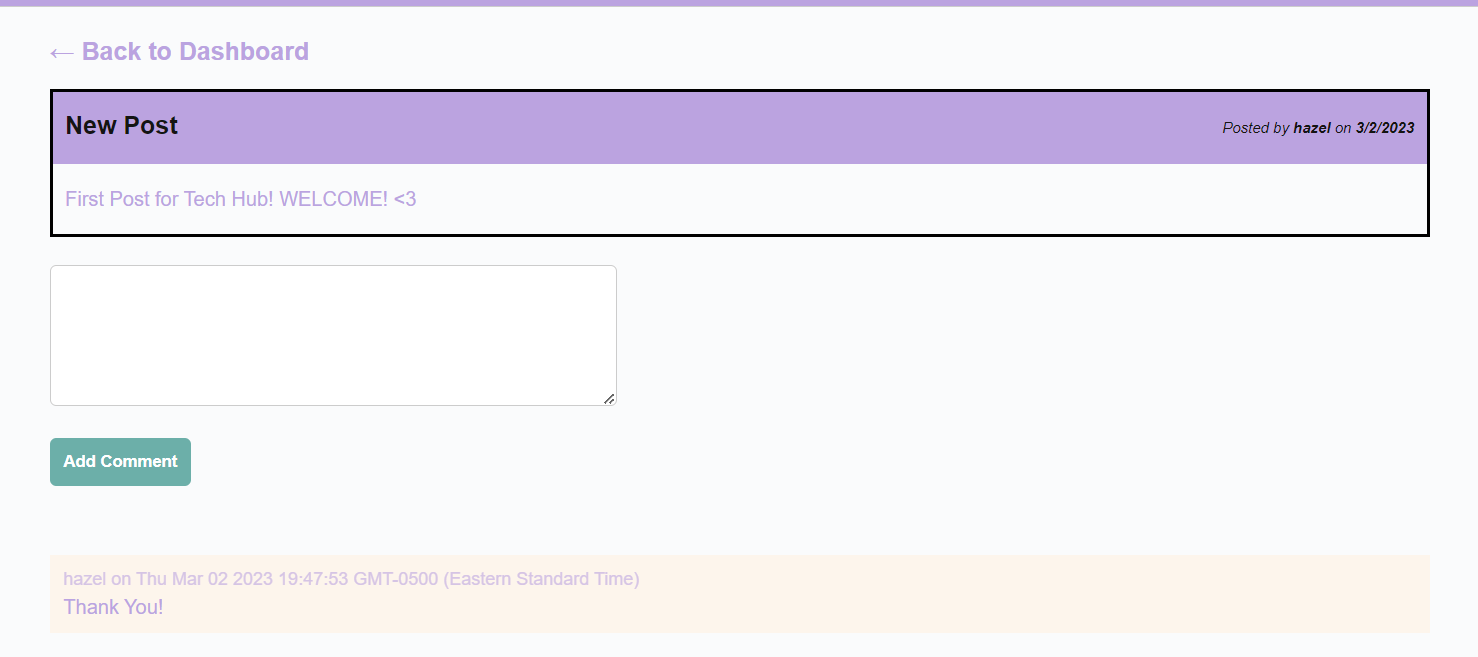 ← Back to Dashboard
New Post
Posted by hazel on 3/2/2023
First Post for Tech Hub! WELCOME! <3
Add Comment
hazel on Thu Mar 02 2023 19:47:53 GMT-0500 (Eastern Standard Time)
Thank You!